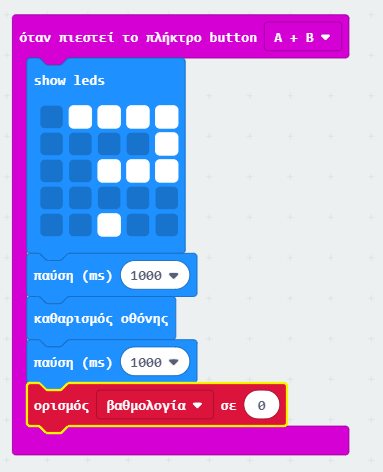 όταν πιεστεί το πλήκτρο button A + B
show leds
παύση (ms) 1000
καθαρισμός οθόνης
παύση (ms) 1000
ορισμός βαθμολογία σε 0